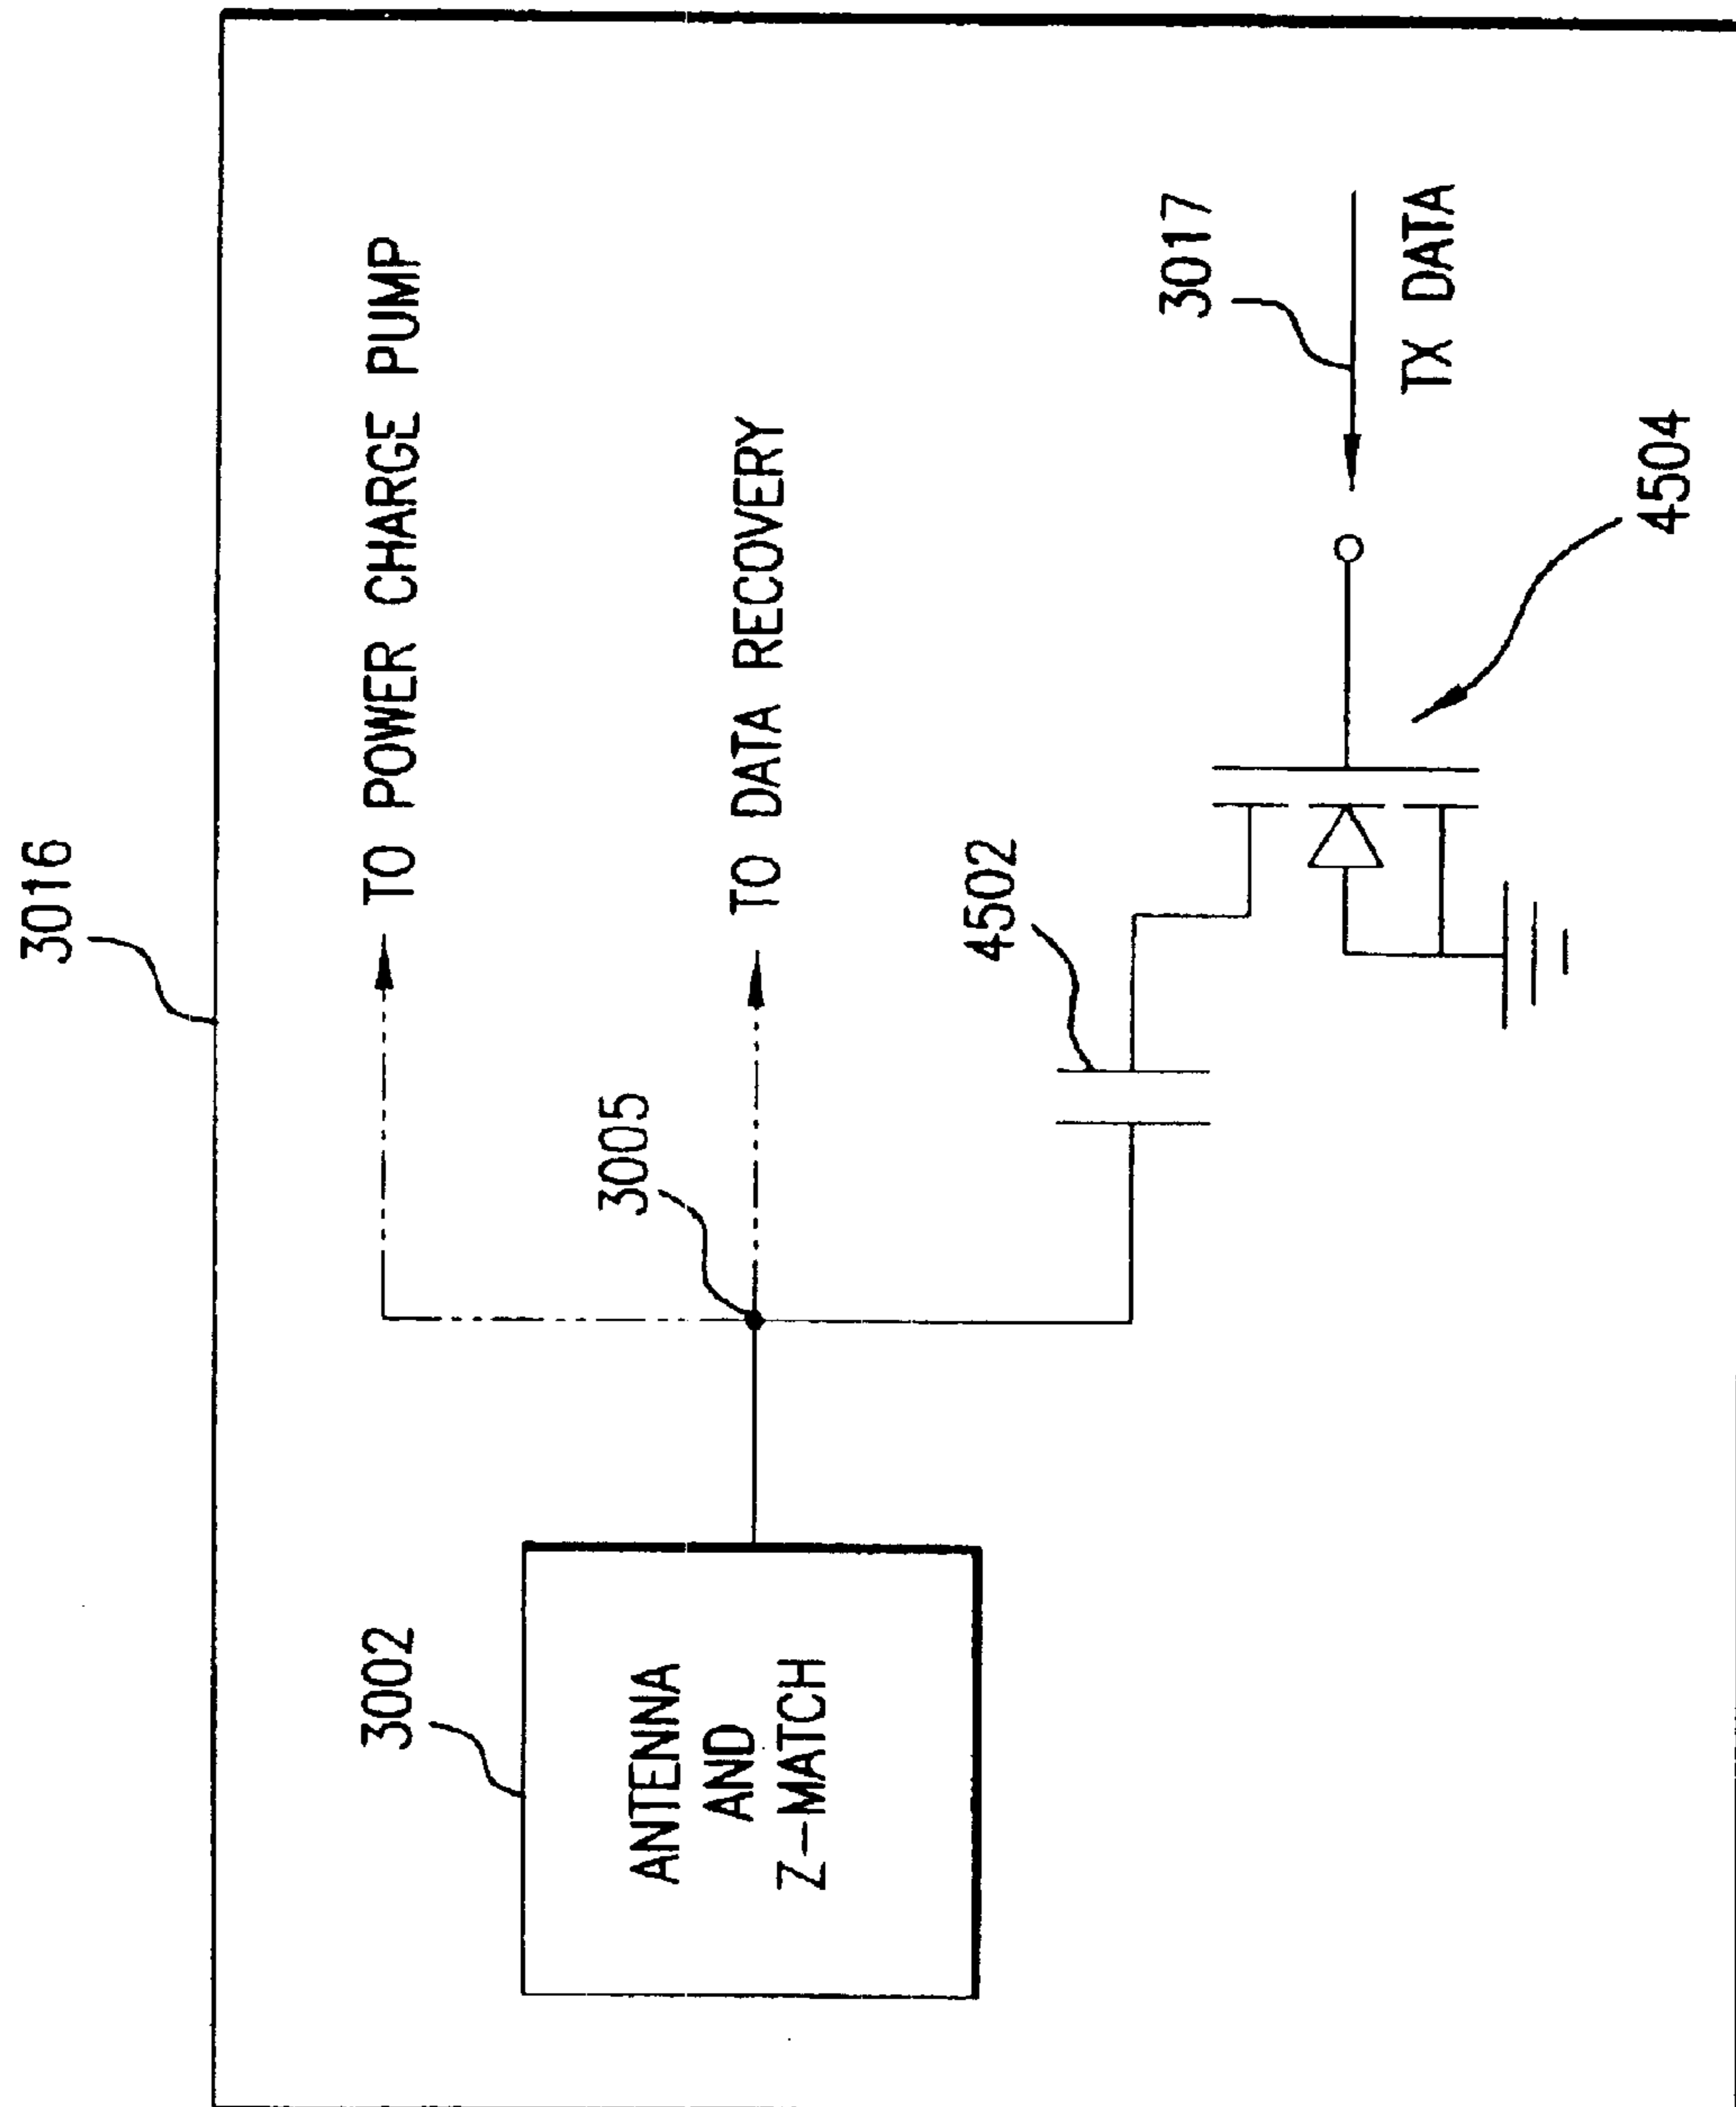 3016
TO POWER CHARGE PUMP
3005
TO DATA RECOVERY
3002
ANTENNA
AND
Z-MATCH
4502
3017
TX DATA
4504